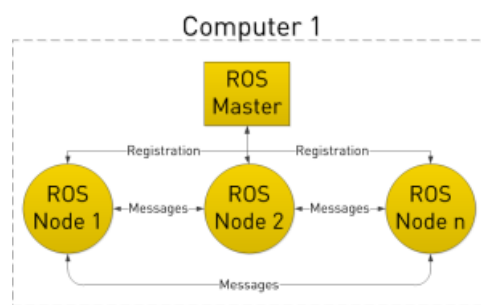 Computer 1
ROS
Master
Registration
Registration
ROS
Node 1
Messages
ROS
Node 2
Messages
ROS
Node n
Messages